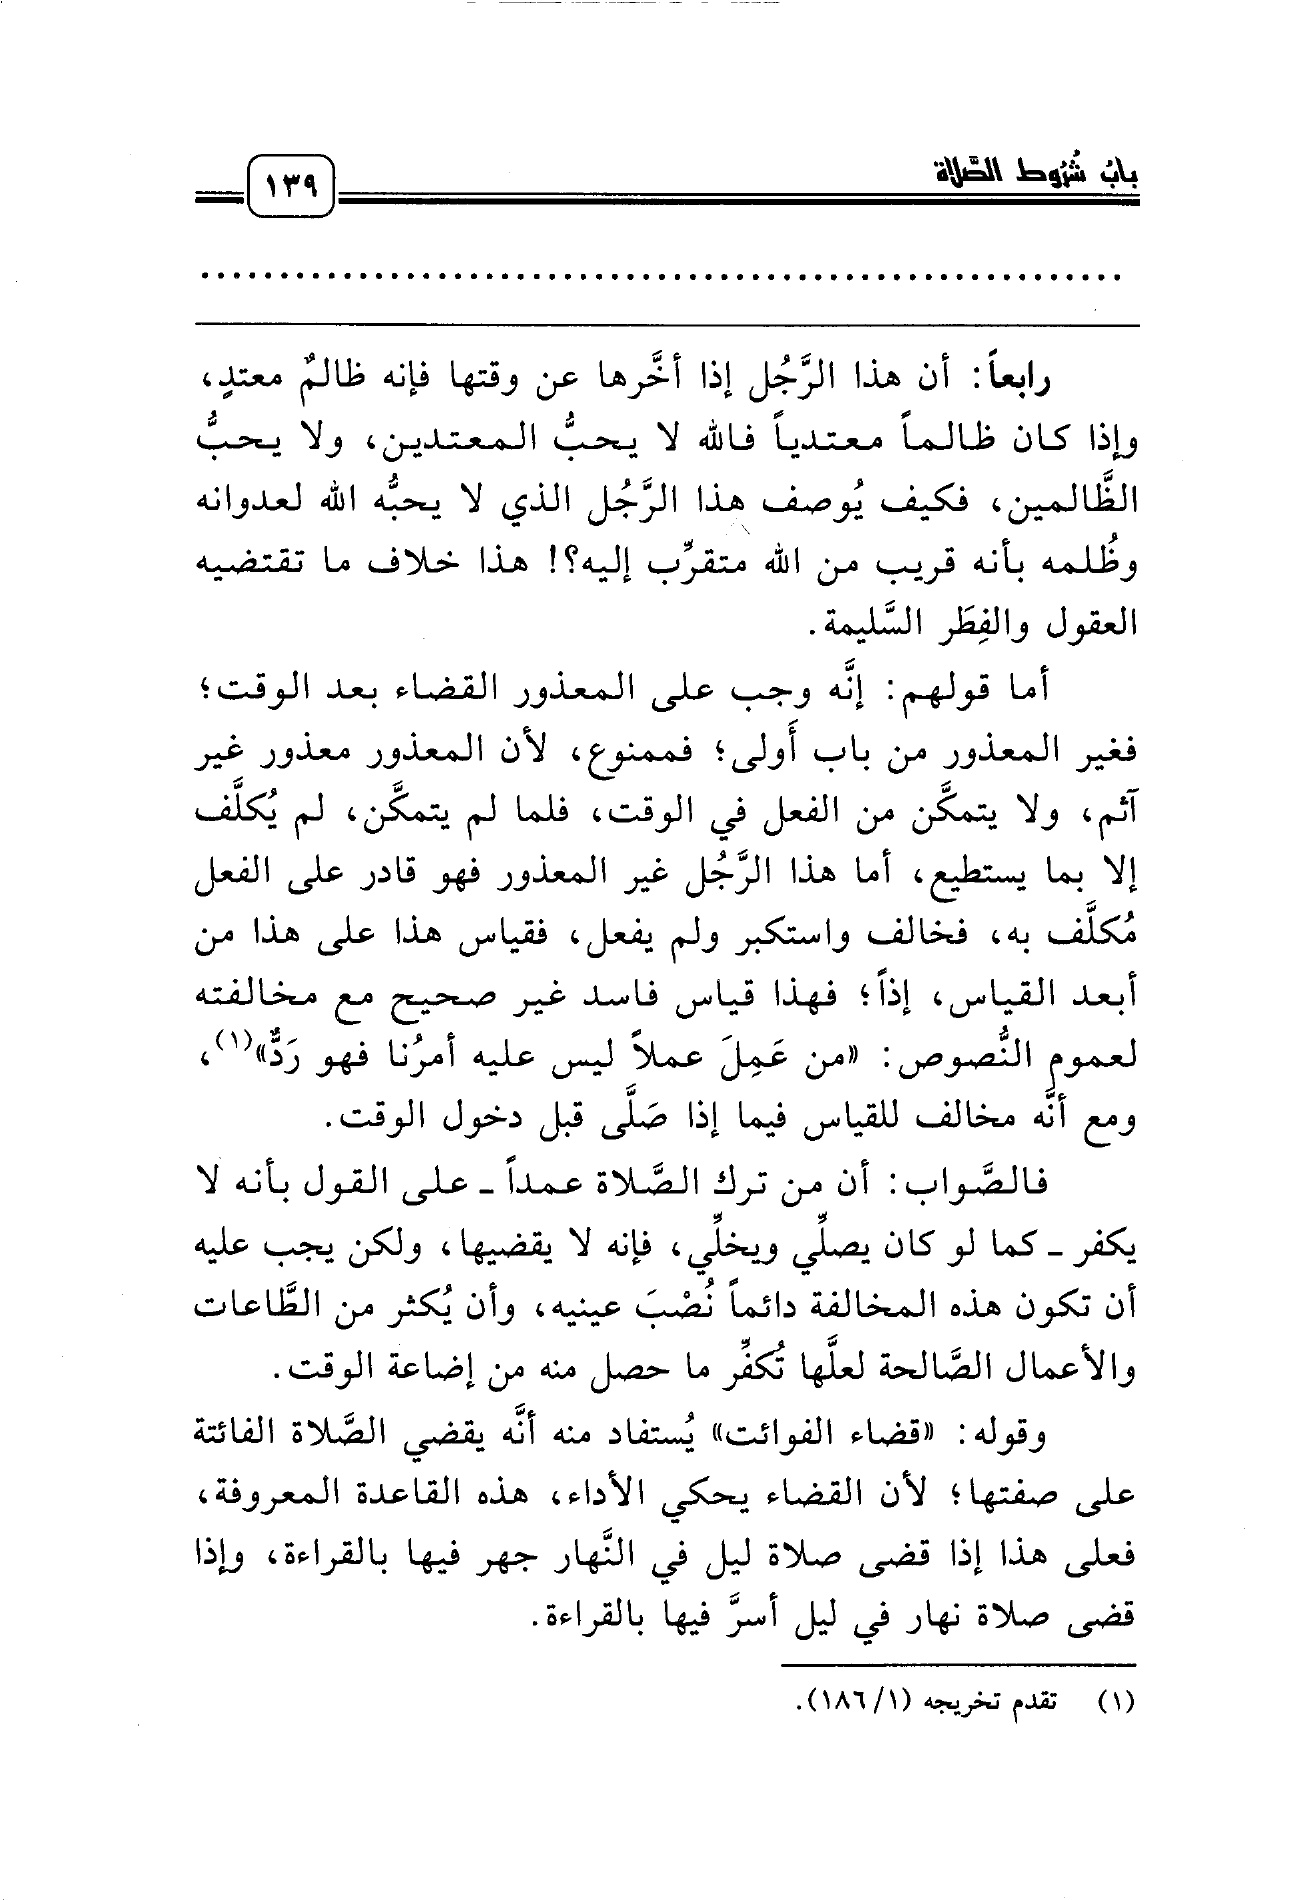 بابُ شُرُوط الصَّلاة
١٣٩
رابعاً: أن هذا الرَّجُل إذا أخَّرها عن وقتها فإنه ظالمٌ معتدٍ،
وإذا كان ظالماً معتدياً فالله لا يحبُّ المعتدين، ولا يحبُّ
الظَّالمين، فكيف يُوصف هذا الرَّجُل الذي لا يحبُّه الله لعدوانه
وظُلمه بأنه قريب من الله متقرِّب إليه؟! هذا خلاف ما تقتضيه
العقول والفِطَر السَّليمة.
أما قولهم: إنَّه وجب على المعذور القضاء بعد الوقت؛
فغير المعذور من باب أَولى؛ فممنوع، لأن المعذور معذور غير
آثم، ولا يتمكَّن من الفعل في الوقت، فلما لم يتمكَّن، لم يُكلَّف
إلا بما يستطيع، أما هذا الرَّجُل غير المعذور فهو قادر على الفعل
مُكلَّف به، فخالف واستكبر ولم يفعل، فقياس هذا على هذا من
أبعد القياس، إذاً؛ فهذا قياس فاسد غير صحيح مع مخالفته
لعموم النُّصوص: «من عَمِلَ عملاً ليس عليه أمرُنا فهو رَدٌّ»(١)،
ومع أنَّه مخالف للقياس فيما إذا صَلَّى قبل دخول الوقت.
فالصَّواب: أن من ترك الصَّلاة عمداً ـ على القول بأنه لا
يكفر ـ كما لو كان يصلِّي ويخلِّي، فإنه لا يقضيها، ولكن يجب عليه
أن تكون هذه المخالفة دائماً نُصْبَ عينيه، وأن يُكثر من الطَّاعات
والأعمال الصَّالحة لعلَّها تُكفِّر ما حصل منه من إضاعة الوقت.
وقوله: «قضاء الفوائت» يُستفاد منه أنَّه يقضي الصَّلاة الفائتة
على صفتها؛ لأن القضاء يحكي الأداء، هذه القاعدة المعروفة،
فعلى هذا إذا قضى صلاة ليل في النَّهار جهر فيها بالقراءة، وإذا
قضى صلاة نهار في ليل أسرَّ فيها بالقراءة.
(١) تقدم تخريجه (١/ ١٨٦).